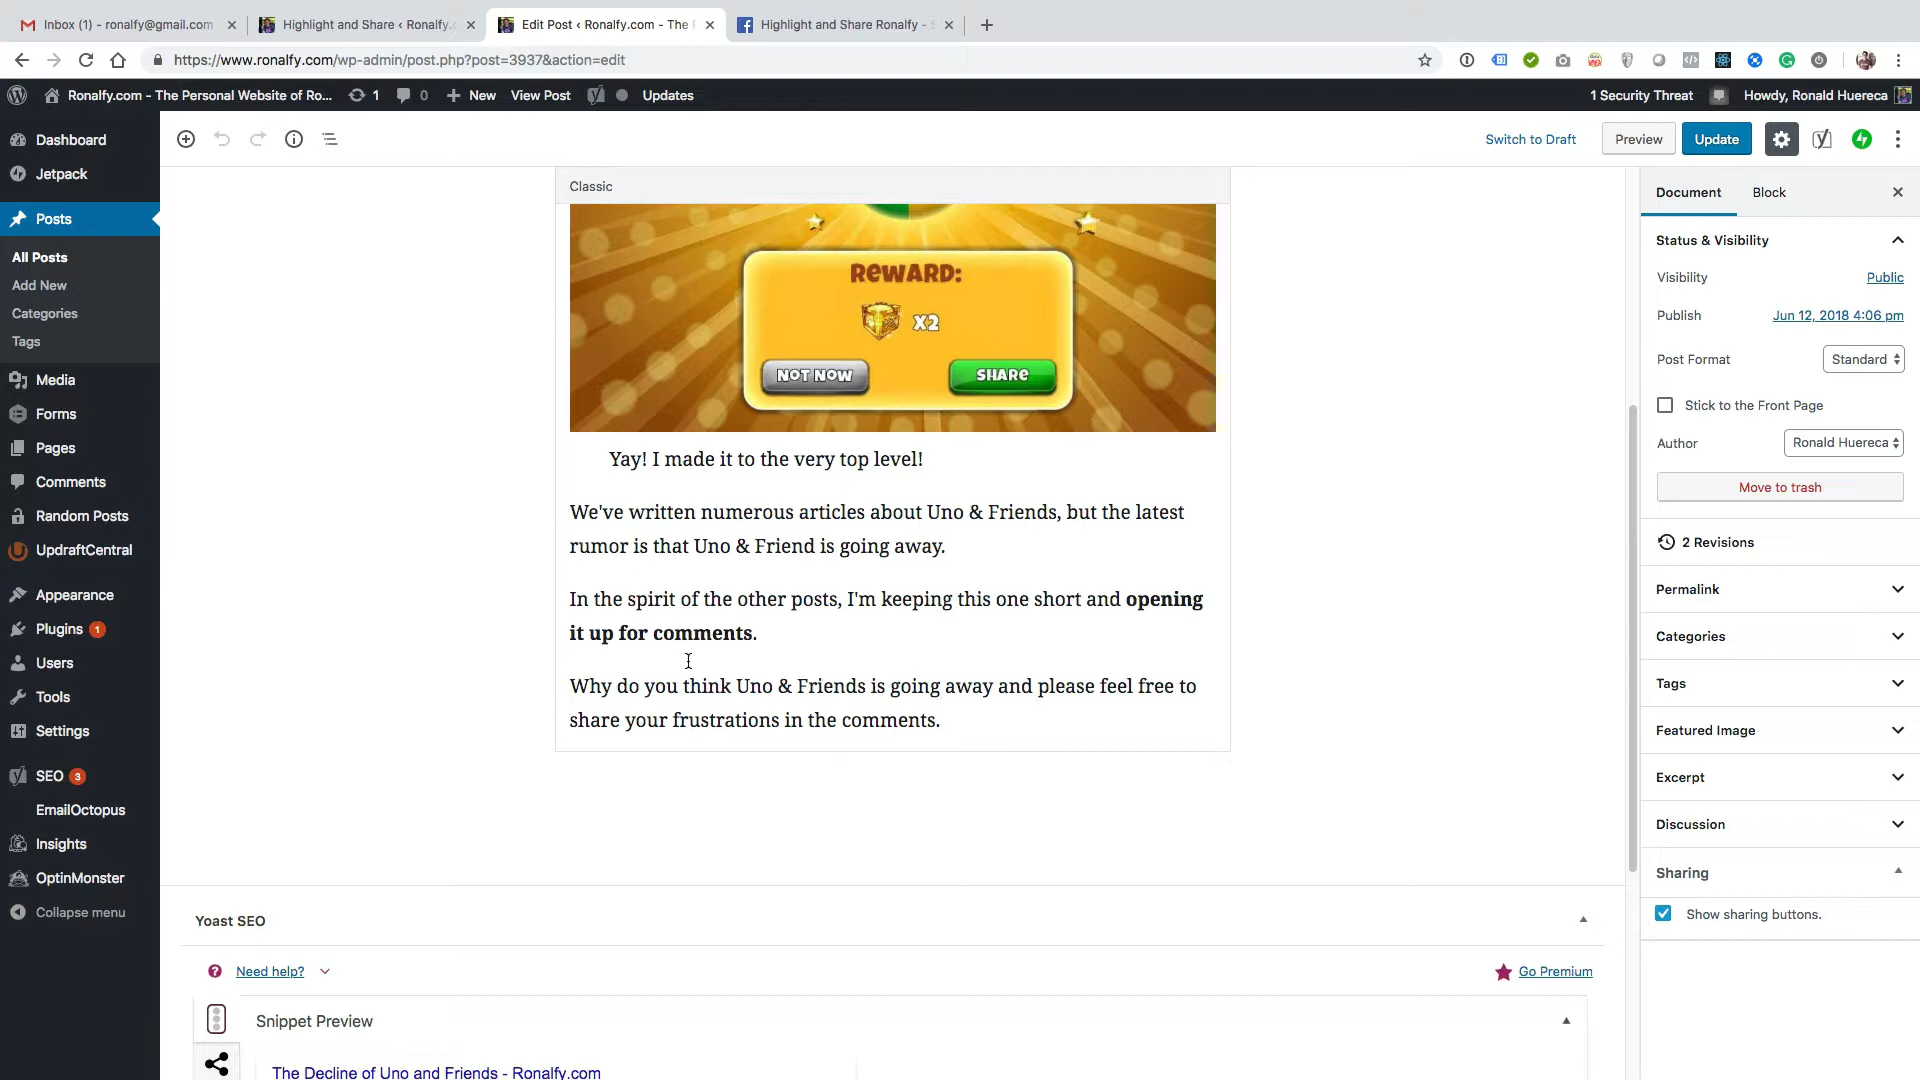 Inbox (1) - ronalfy@gmail.com
Highlight and Share ‹ Ronalfy.
Edit Post ‹ Ronalfy.com - The
Highlight and Share Ronalfy -
https://www.ronalfy.com/wp-admin/post.php?post=3937&action=edit
Ronalfy.com - The Personal Website of Ro...
1
0
New
View Post
Updates
1 Security Threat
Howdy, Ronald Huereca
Dashboard
Jetpack
Posts
All Posts
Add New
Categories
Tags
Media
Forms
Pages
Comments
Random Posts
UpdraftCentral
Appearance
Plugins 1
Users
Tools
Settings
SEO 3
EmailOctopus
Insights
OptinMonster
Collapse menu
Switch to Draft
Preview
Update
Classic
REWARD:
X2
NOT NOW
SHARE
Yay! I made it to the very top level!
We've written numerous articles about Uno & Friends, but the latest
rumor is that Uno & Friend is going away.
In the spirit of the other posts, I'm keeping this one short and opening
it up for comments.
Why do you think Uno & Friends is going away and please feel free to
share your frustrations in the comments.
Yoast SEO
Need help?
Go Premium
Snippet Preview
The Decline of Uno and Friends - Ronalfy.com
Document
Block
Status & Visibility
Visibility
Public
Publish
Jun 12, 2018 4:06 pm
Post Format
Standard
Stick to the Front Page
Author
Ronald Huereca
Move to trash
2 Revisions
Permalink
Categories
Tags
Featured Image
Excerpt
Discussion
Sharing
Show sharing buttons.